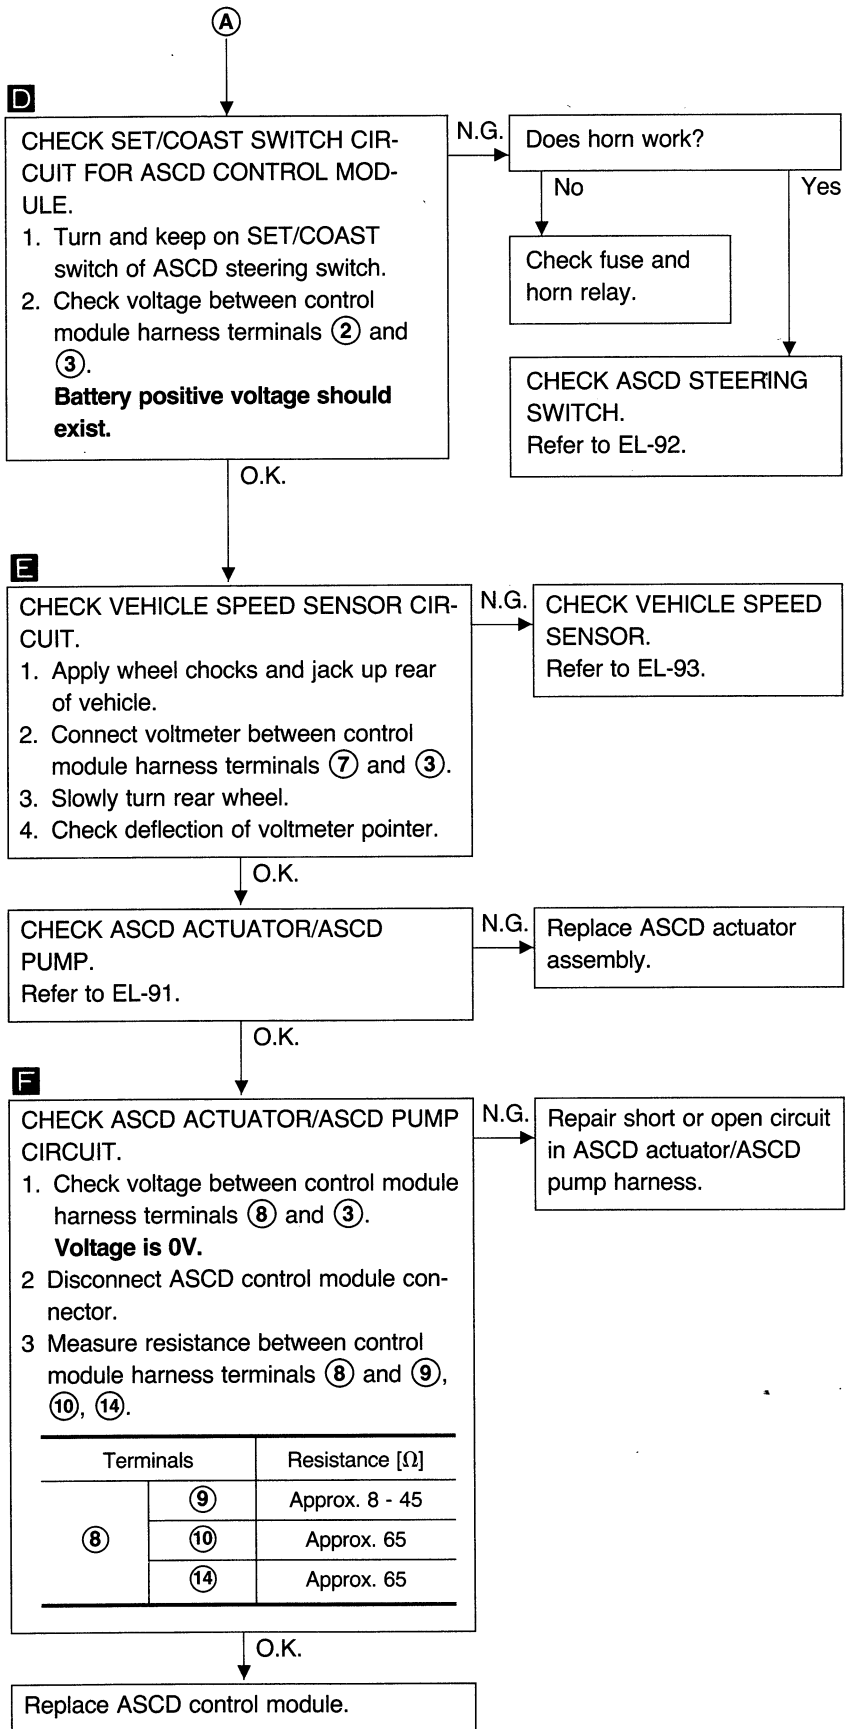 A
D
CHECK SET/COAST SWITCH CIR-
CUIT FOR ASCD CONTROL MOD-
ULE.
1. Turn and keep on SET/COAST
switch of ASCD steering switch.
2. Check voltage between control
module harness terminals ② and
③.
Battery positive voltage should
exist.
N.G.
Does horn work?
No
Yes
Check fuse and
horn relay.
CHECK ASCD STEERING
SWITCH.
Refer to EL-92.
O.K.
E
CHECK VEHICLE SPEED SENSOR CIR-
CUIT.
1. Apply wheel chocks and jack up rear
of vehicle.
2. Connect voltmeter between control
module harness terminals ⑦ and ③.
3. Slowly turn rear wheel.
4. Check deflection of voltmeter pointer.
N.G.
CHECK VEHICLE SPEED
SENSOR.
Refer to EL-93.
O.K.
CHECK ASCD ACTUATOR/ASCD
PUMP.
Refer to EL-91.
N.G.
Replace ASCD actuator
assembly.
O.K.
F
CHECK ASCD ACTUATOR/ASCD PUMP
CIRCUIT.
1. Check voltage between control module
harness terminals ⑧ and ③.
Voltage is 0V.
2 Disconnect ASCD control module con-
nector.
3 Measure resistance between control
module harness terminals ⑧ and ⑨,
⑩, ⑭.
Terminals Resistance [Ω]
⑧ ⑨ Approx. 8 - 45
⑩ Approx. 65
⑭ Approx. 65
N.G.
Repair short or open circuit
in ASCD actuator/ASCD
pump harness.
O.K.
Replace ASCD control module.